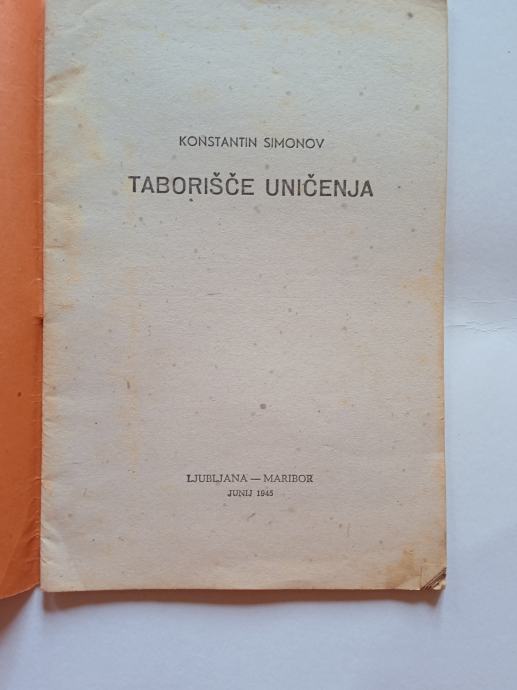 KONSTANTIN SIMONOV
TABORIŠČE UNIČENJA
LJUBLJANA — MARIBOR
JUNIJ 1945